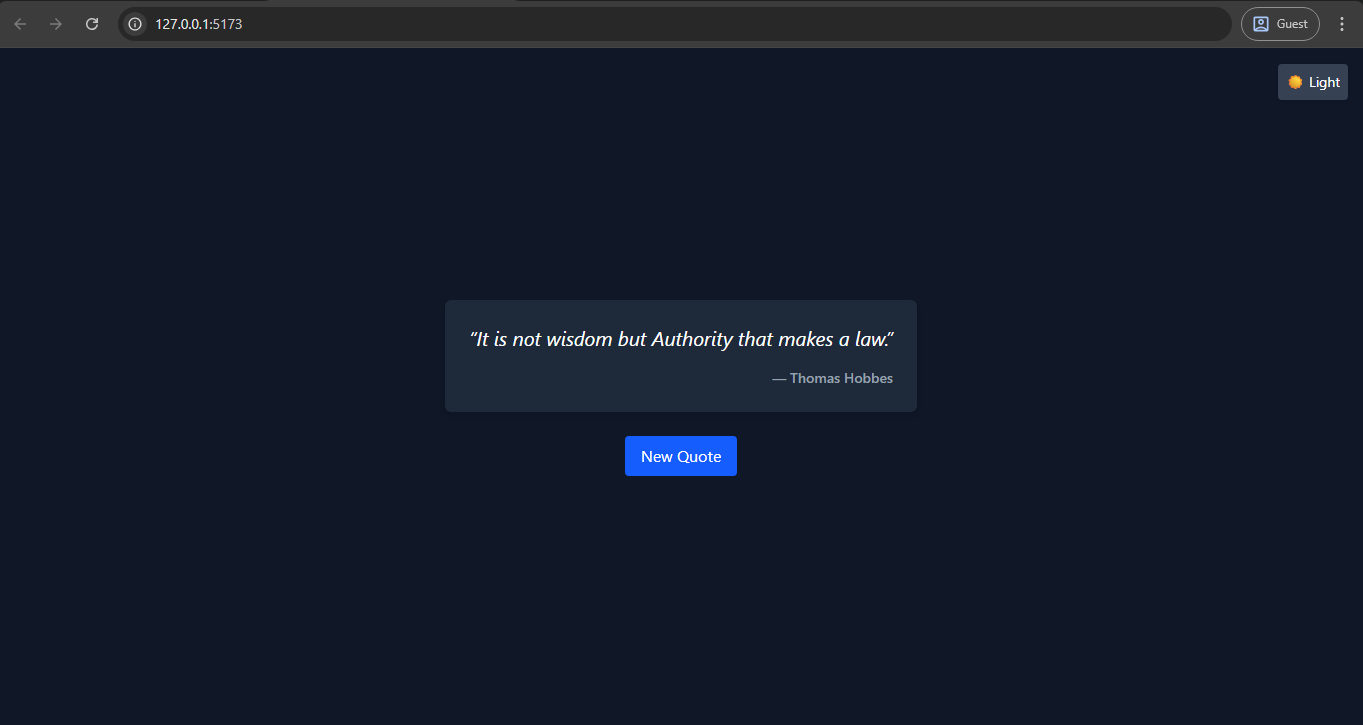 127.0.0.1:5173
Guest
Light
“It is not wisdom but Authority that makes a law.”
— Thomas Hobbes
New Quote